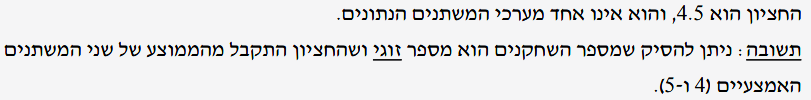 החציון הוא 4.5, והוא אינו אחד מערכי המשתנים הנתונים.
תשובה: ניתן להסיק שמספר השחקנים הוא מספר זוגי ושהחציון התקבל מהממוצע של שני המשתנים
האמצעיים (4 ו-5).